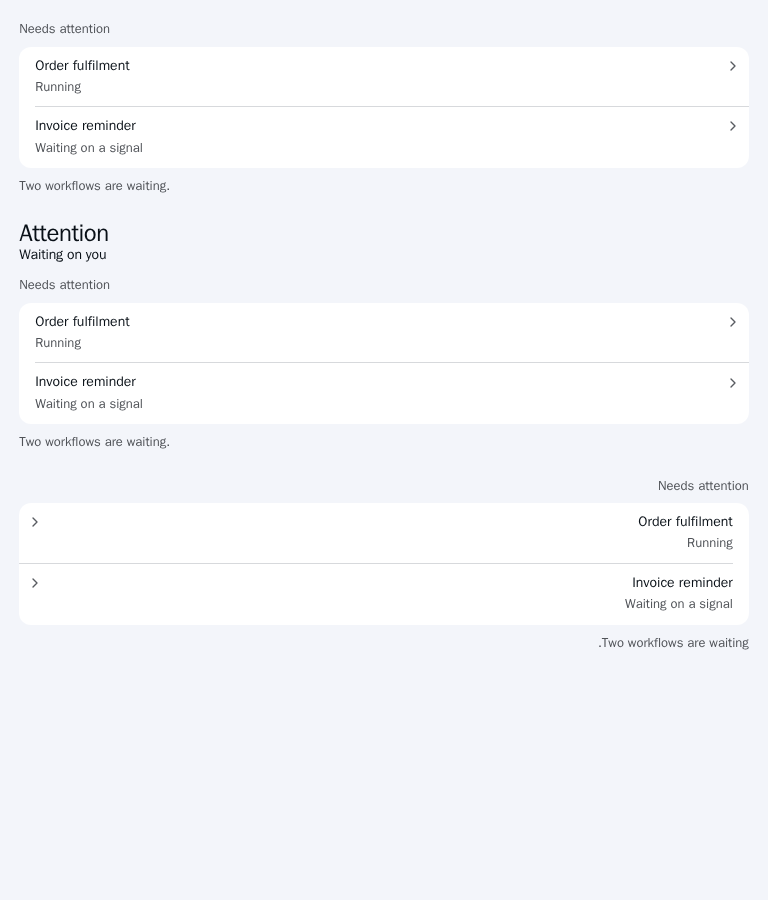 Needs attention
Order fulfilment
Running
Invoice reminder
Waiting on a signal
Two workflows are waiting.
Attention
Waiting on you
Needs attention
Order fulfilment
Running
Invoice reminder
Waiting on a signal
Two workflows are waiting.
Needs attention
Order fulfilment
Running
Invoice reminder
Waiting on a signal
.Two workflows are waiting